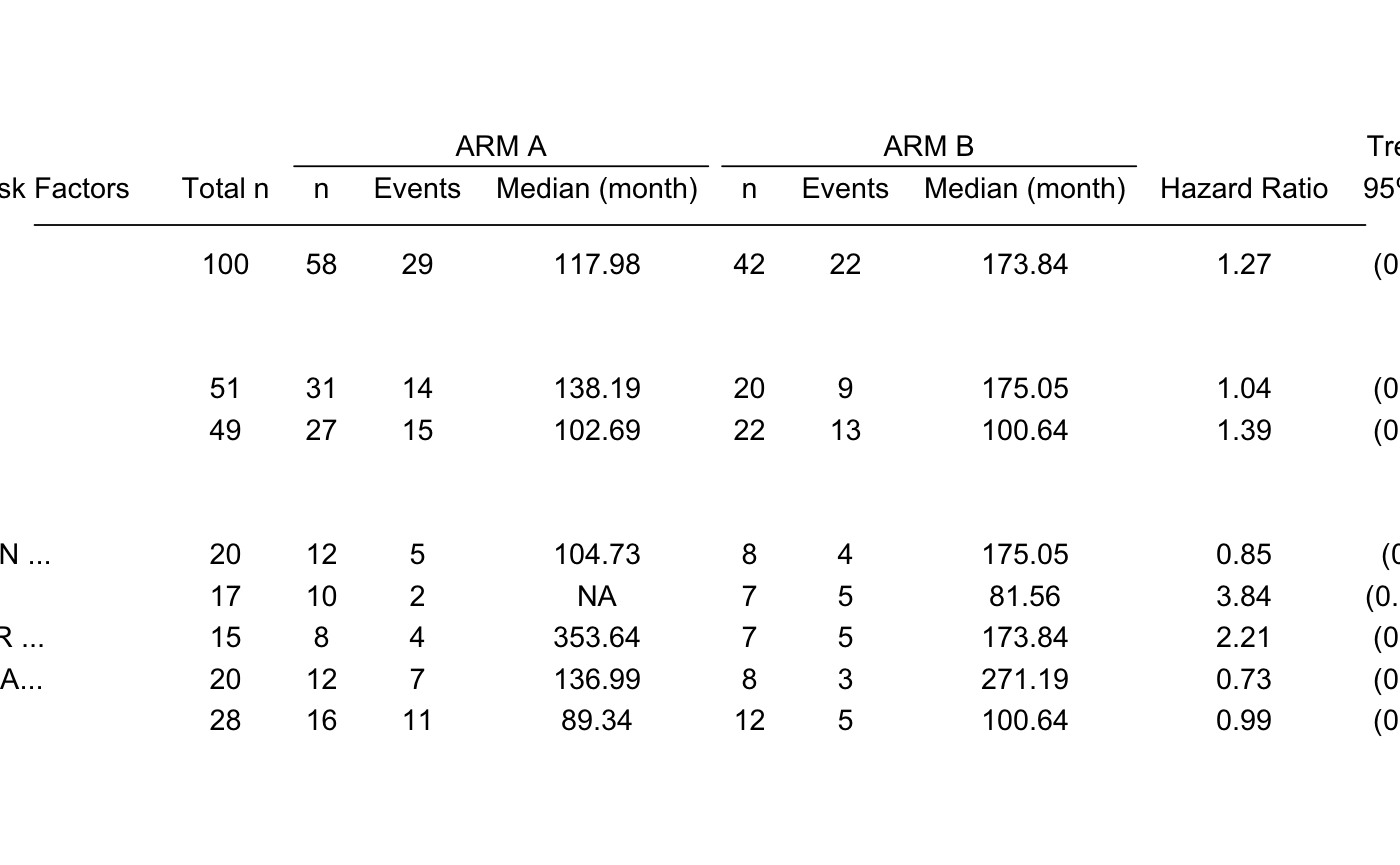 ARM A ARM B Tre
sk Factors Total n n Events Median (month) n Events Median (month) Hazard Ratio 95%
100 58 29 117.98 42 22 173.84 1.27 (0
51 31 14 138.19 20 9 175.05 1.04 (0
49 27 15 102.69 22 13 100.64 1.39 (0
N ... 20 12 5 104.73 8 4 175.05 0.85 (0
17 10 2 NA 7 5 81.56 3.84 (0.
R ... 15 8 4 353.64 7 5 173.84 2.21 (0
A... 20 12 7 136.99 8 3 271.19 0.73 (0
28 16 11 89.34 12 5 100.64 0.99 (0